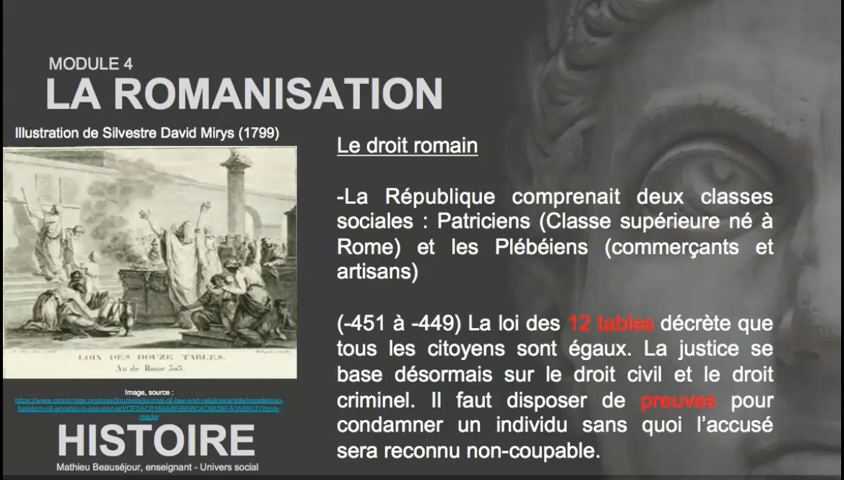 MODULE 4
LA ROMANISATION
Illustration de Silvestre David Mirys (1799)
LOIX DES DOUZE TABLES.
An de Rome 303.
Image, source :
HISTOIRE
Mathieu Beauséjour, enseignant - Univers social
Le droit romain
-La République comprenait deux classes
sociales : Patriciens (Classe supérieure né à
Rome) et les Plébéiens (commerçants et
artisans)
(-451 à -449) La loi des 12 tables décrète que
tous les citoyens sont égaux. La justice se
base désormais sur le droit civil et le droit
criminel. Il faut disposer de preuves pour
condamner un individu sans quoi l'accusé
sera reconnu non-coupable.